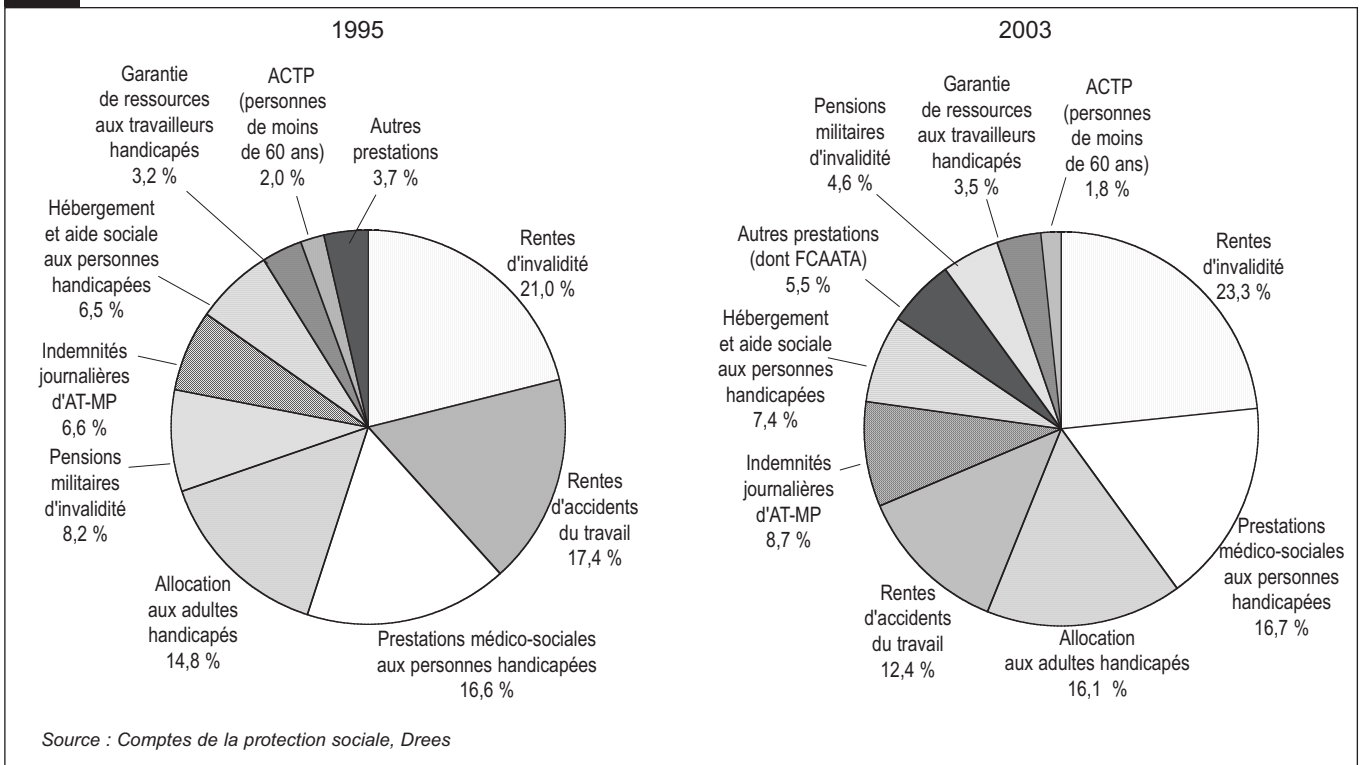 1995
Garantie
de ressources
aux travailleurs
handicapés
3,2 %
ACTP
(personnes
de moins
de 60 ans)
2,0 %
Autres
prestations
3,7 %
Hébergement
et aide sociale
aux personnes
handicapées
6,5 %
Indemnités
journalières
d'AT-MP
6,6 %
Pensions
militaires
d'invalidité
8,2 %
Allocation
aux adultes
handicapés
14,8 %
Prestations médico-sociales
aux personnes handicapées
16,6 %
Rentes
d'accidents
du travail
17,4 %
Rentes
d'invalidité
21,0 %
2003
Pensions
militaires
d'invalidité
4,6 %
Garantie
de ressources
aux travailleurs
handicapés
3,5 %
ACTP
(personnes
de moins
de 60 ans)
1,8 %
Autres prestations
(dont FCAATA)
5,5 %
Hébergement
et aide sociale
aux personnes
handicapées
7,4 %
Indemnités
journalières
d'AT-MP
8,7 %
Rentes
d'accidents
du travail
12,4 %
Allocation
aux adultes handicapés
16,1 %
Prestations
médico-sociales
aux personnes
handicapées
16,7 %
Rentes
d'invalidité
23,3 %
Source : Comptes de la protection sociale, Drees